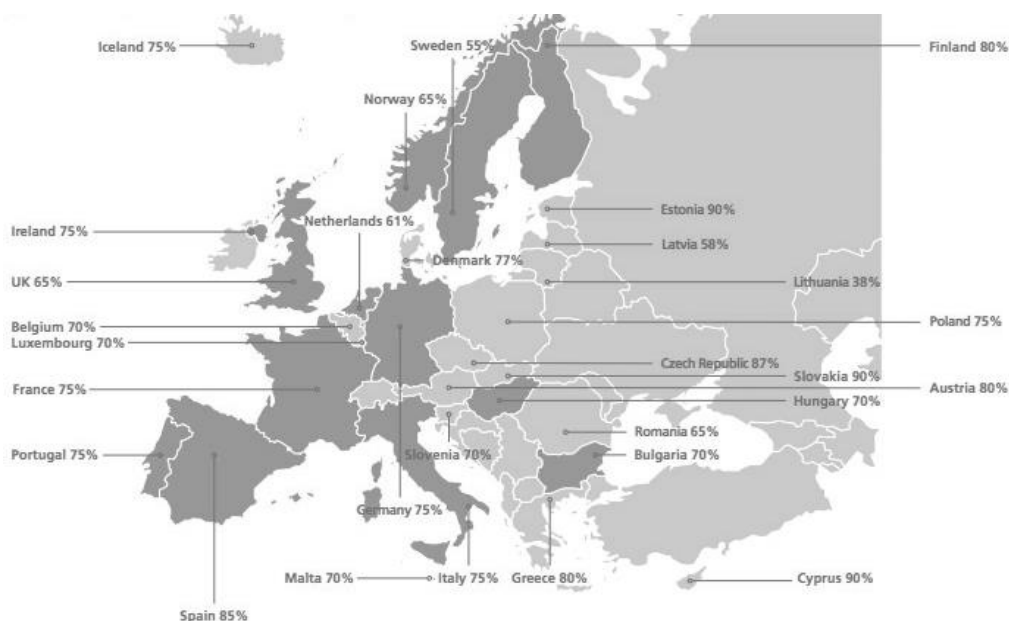 Iceland 75%
Sweden 55%
Finland 80%
Norway 65%
Estonia 90%
Netherlands 61%
Ireland 75%
Latvia 58%
Denmark 77%
UK 65%
Lithuania 38%
Belgium 70%
Poland 75%
Luxembourg 70%
Czech Republic 87%
Slovakia 90%
France 75%
Austria 80%
Hungary 70%
Romania 65%
Portugal 75%
Slovenia 70%
Bulgaria 70%
Germany 75%
Malta 70%
Italy 75%
Greece 80%
Cyprus 90%
Spain 85%